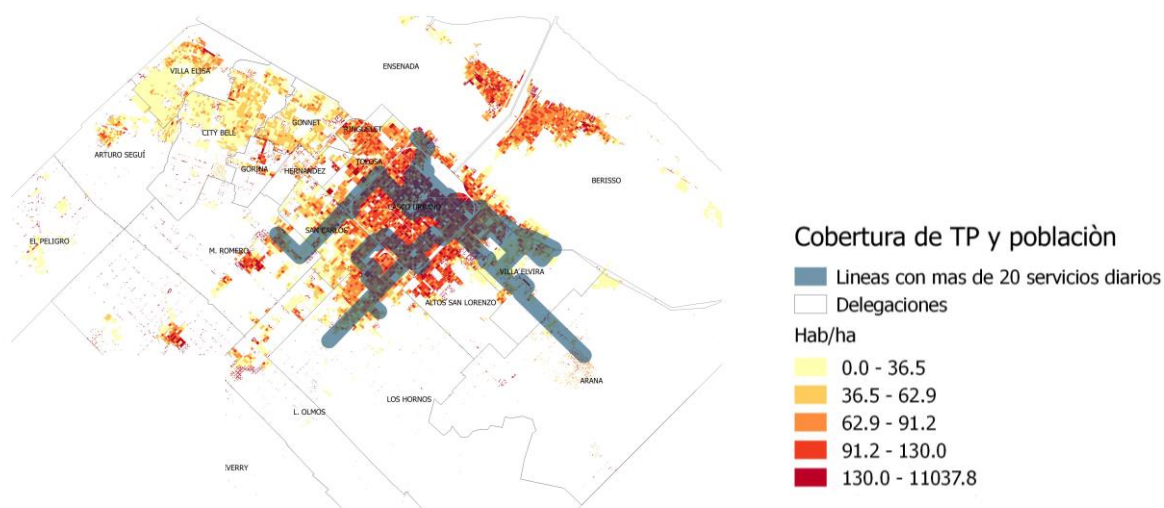 ENSENADA
VILLA ELISA
GONNET
CITY BELL
RINGUELET
ARTURO SEGUÍ
TOLOSA
GORINA
HERNANDEZ
BERISSO
CASCO URBANO
SAN CARLOS
EL PELIGRO
M. ROMERO
VILLA ELVIRA
ALTOS SAN LORENZO
ARANA
LOS HORNOS
L. OLMOS
VERRY
Cobertura de TP y poblaciòn
Lineas con mas de 20 servicios diarios
Delegaciones
Hab/ha
0.0 - 36.5
36.5 - 62.9
62.9 - 91.2
91.2 - 130.0
130.0 - 11037.8